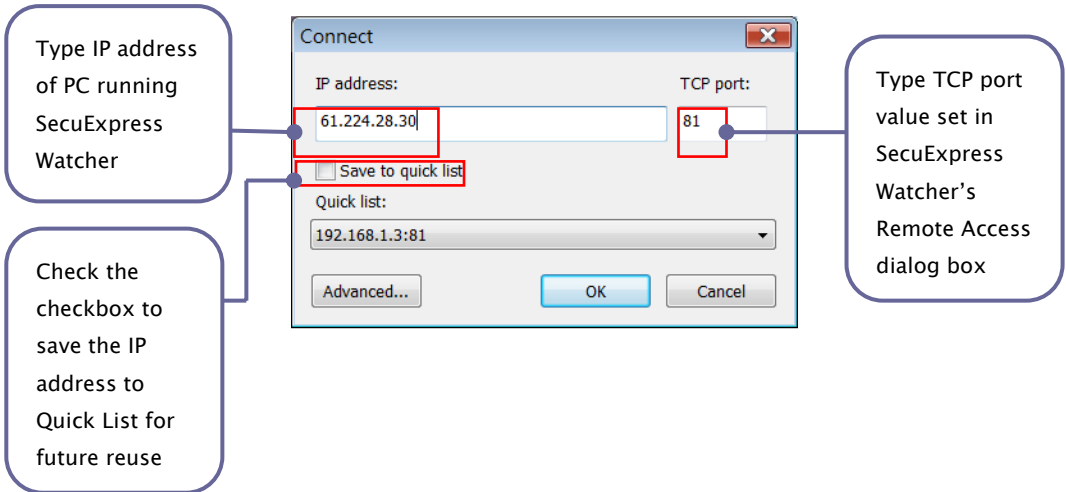 Type IP address
of PC running
SecuExpress
Watcher
Check the
checkbox to
save the IP
address to
Quick List for
future reuse
Connect
IP address:
TCP port:
61.224.28.30
81
Save to quick list
Quick list:
192.168.1.3:81
Advanced...
OK
Cancel
Type TCP port
value set in
SecuExpress
Watcher's
Remote Access
dialog box